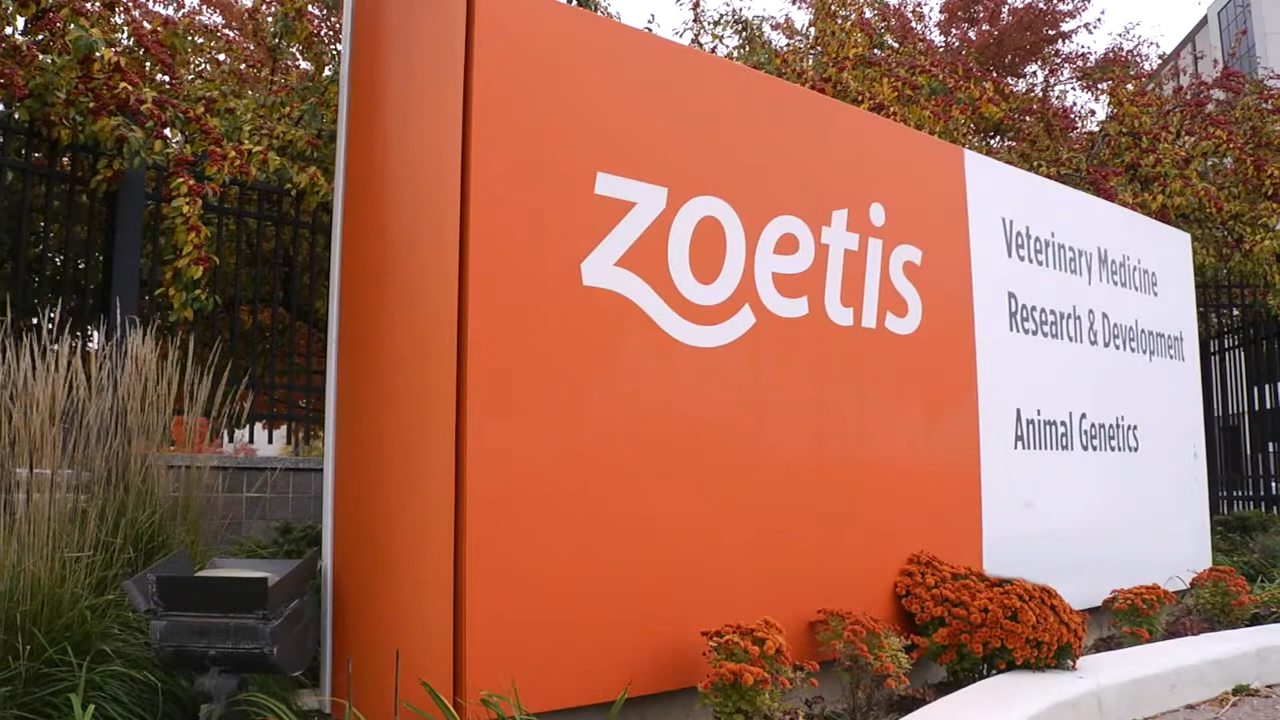 zoetis
Veterinary Medicine
Research & Development
Animal Genetics